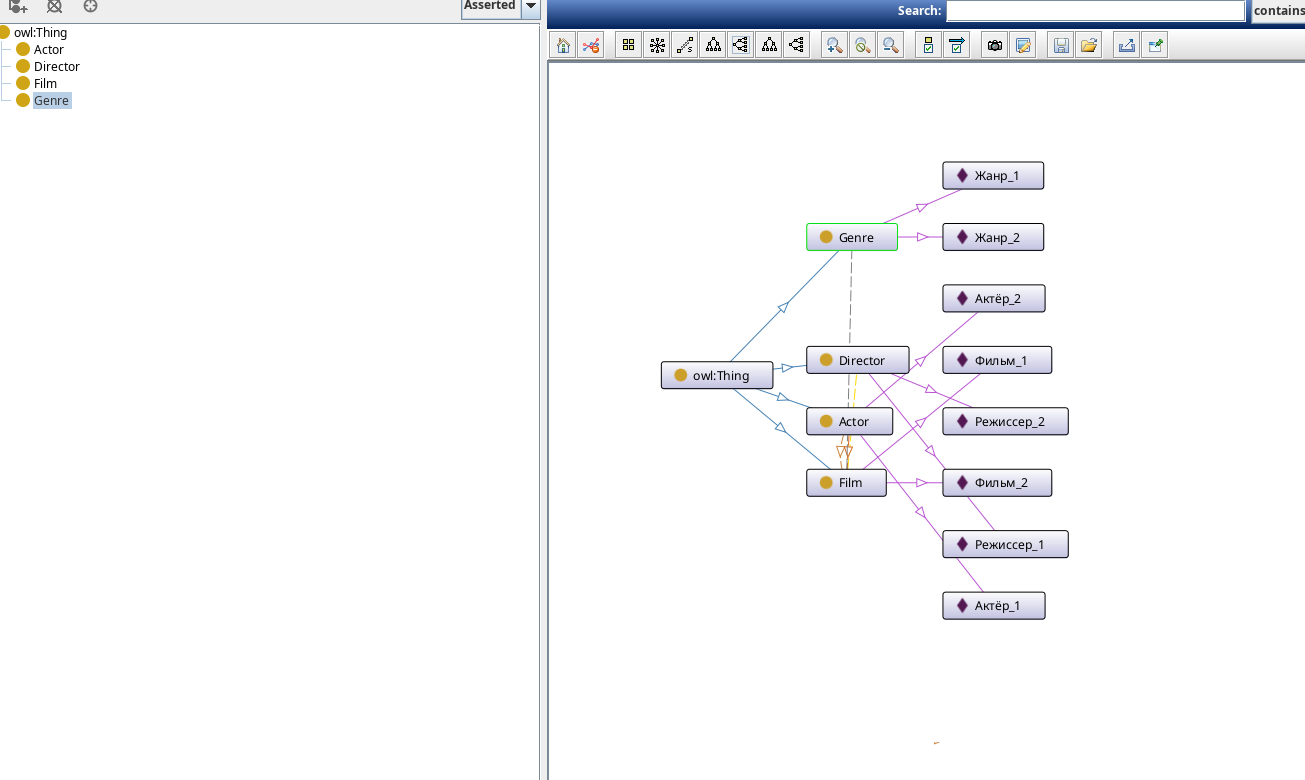 Asserted
Search:
contains
owl:Thing
Actor
Director
Film
Genre
Жанр_1
Genre
Жанр_2
Актёр_2
Director
Фильм_1
owl:Thing
Actor
Режиссер_2
Film
Фильм_2
Режиссер_1
Актёр_1